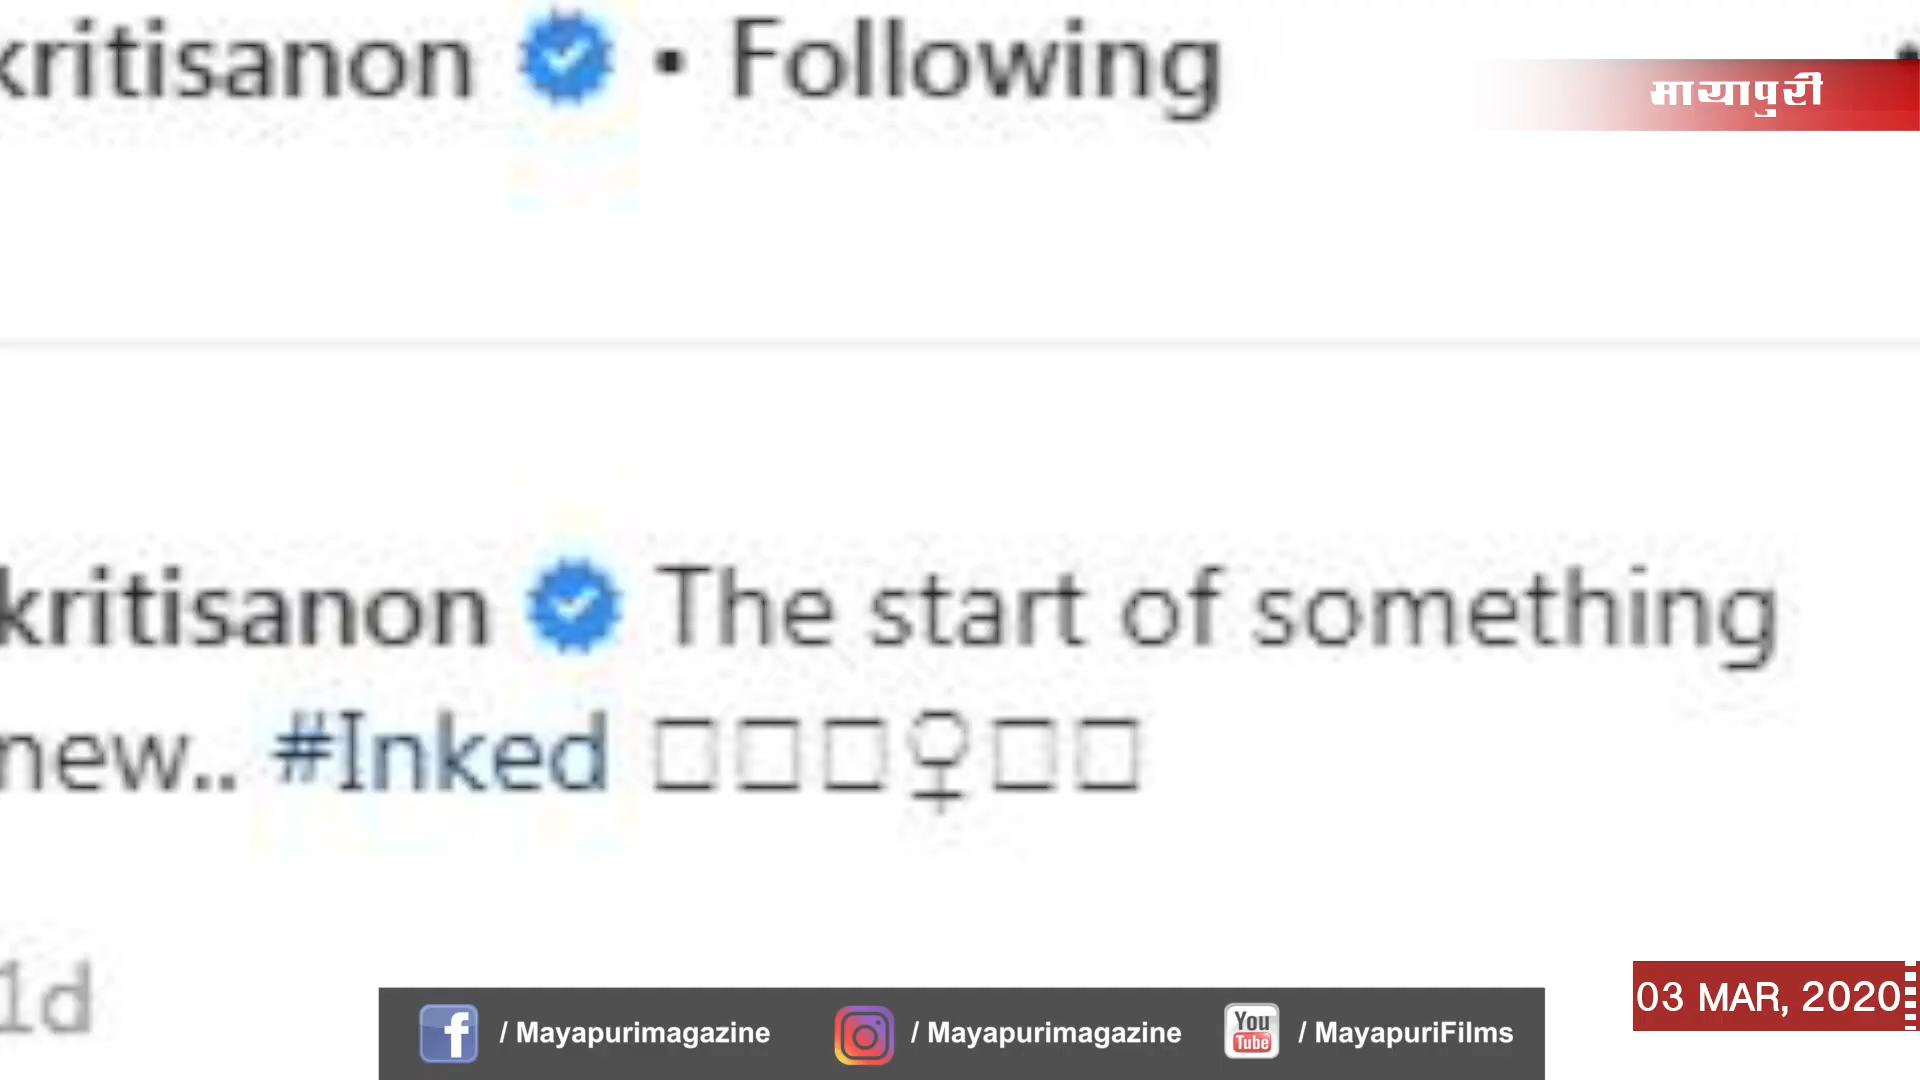 kritisanon • Following
मायापुरी
kritisanon The start of something
new.. #Inked □□□♀□□
1d
/ Mayapurimagazine
/ Mayapurimagazine
You Tube / MayapuriFilms
03 MAR, 2020